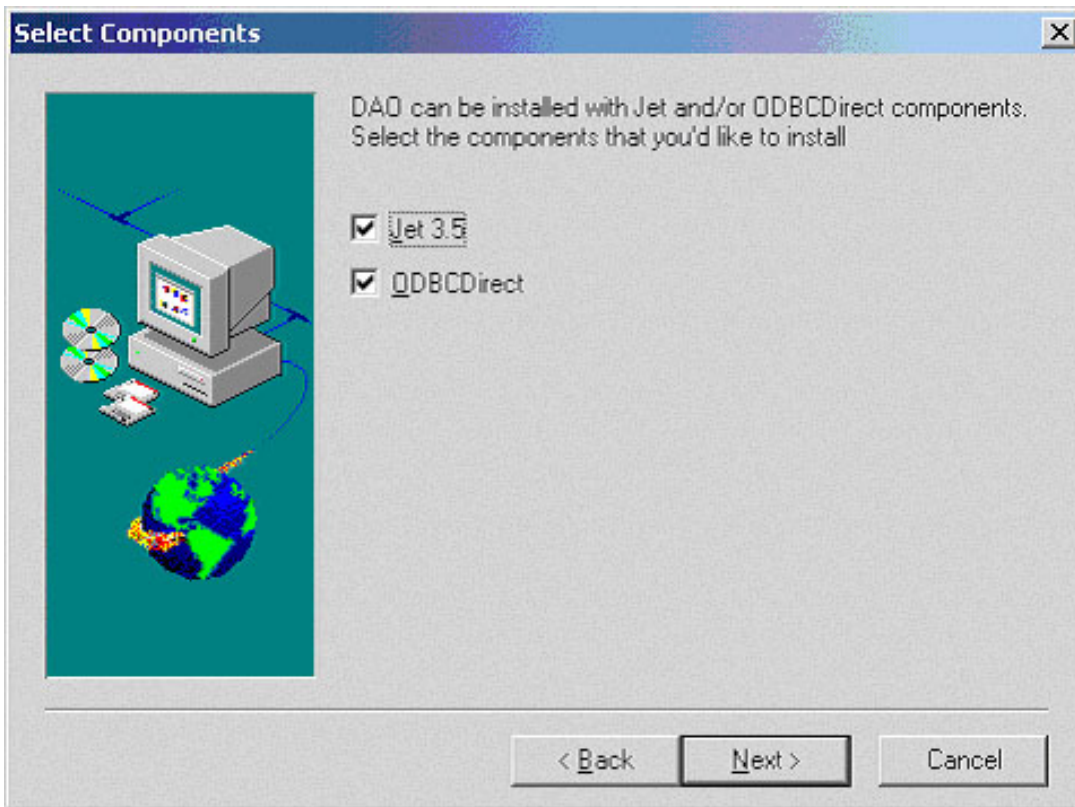 Select Components
DAO can be installed with Jet and/or ODBCDirect components.
Select the components that you'd like to install
Jet 3.5
ODBCDirect
< Back
Next >
Cancel